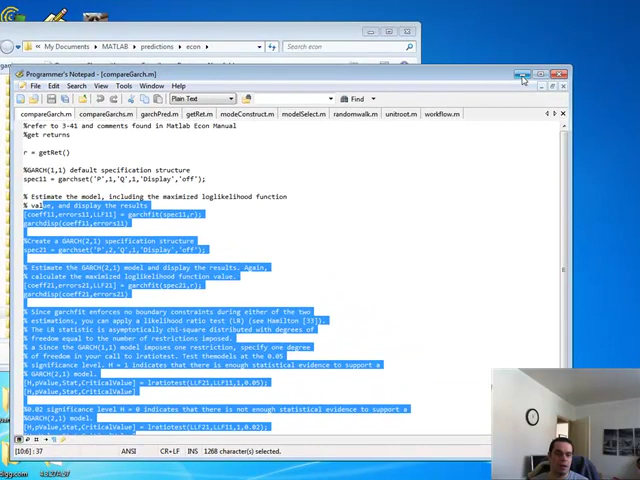 My Documents ▸ MATLAB ▸ predictions ▸ econ
Search econ
Programmer's Notepad - [compareGarch.m]
File Edit Search View Tools Window Help
Plain Text
Find
compareGarch.m compareGarchs.m garchPred.m getRet.m modeConstruct.m modelSelect.m randomwalk.m unitroot.m workflow.m
%refer to 3-41 and comments found in Matlab Econ Manual
%get returns
r = getRet()
%GARCH(1,1) default specification structure
spec11 = garchset('P',1,'Q',1,'Display','off');
% Estimate the model, including the maximized loglikelihood function
% value, and display the results
[coeff11,errors11,LLF11] = garchfit(spec11,r);
garchdisp(coeff11,errors11)
%Create a GARCH(2,1) specification structure
spec21 = garchset('P',2,'Q',1,'Display','off');
% Estimate the GARCH(2,1) model and display the results. Again,
% calculate the maximized loglikelihood function value.
[coeff21,errors21,LLF21] = garchfit(spec21,r);
garchdisp(coeff21,errors21)
% Since garchfit enforces no boundary constraints during either of the two
% estimations, you can apply a likelihood ratio test (LR) (see Hamilton [33]).
% The LR statistic is asymptotically chi-square distributed with degrees of
% freedom equal to the number of restrictions imposed.
% a Since the GARCH(1,1) model imposes one restriction, specify one degree
% of freedom in your call to lratiotest. Test themodels at the 0.05
% significance level. H = 1 indicates that there is enough statistical evidence to support a
% GARCH(2,1) model.
[H,pValue,Stat,CriticalValue] = lratiotest(LLF21,LLF11,1,0.05);
[H,pValue,Stat,CriticalValue]
%0.02 significance level H = 0 indicates that there is not enough statistical evidence to support a
%GARCH(2,1) model.
[H,pValue,Stat,CriticalValue] = lratiotest(LLF21,LLF11,1,0.02);
[10:6] : 37 ANSI CR+LF INS 1268 character(s) selected.